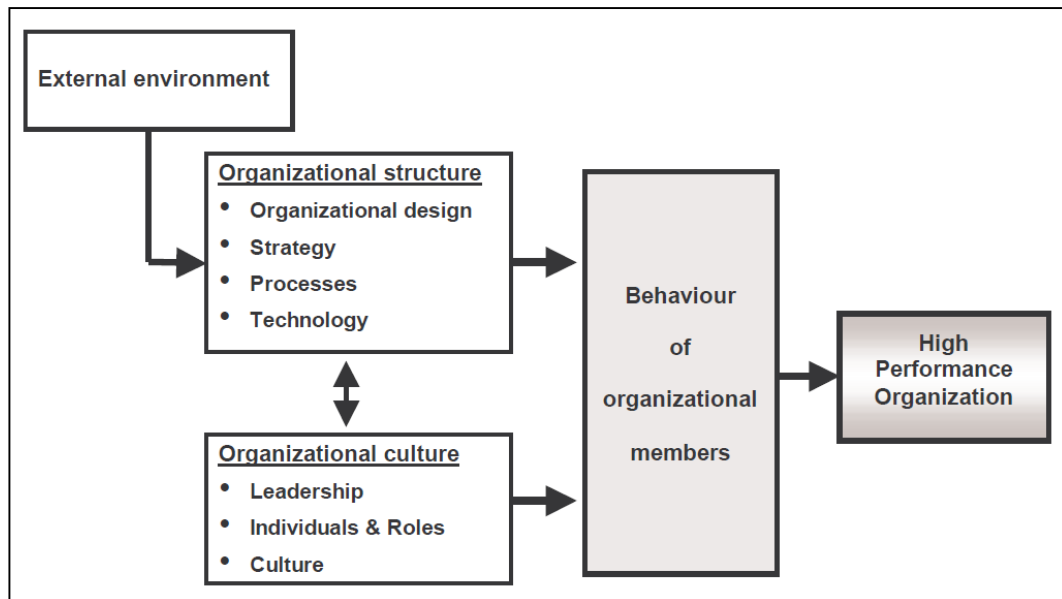 External environment
Organizational structure
• Organizational design
• Strategy
• Processes
• Technology
Organizational culture
• Leadership
• Individuals & Roles
• Culture
Behaviour
of
organizational
members
High
Performance
Organization